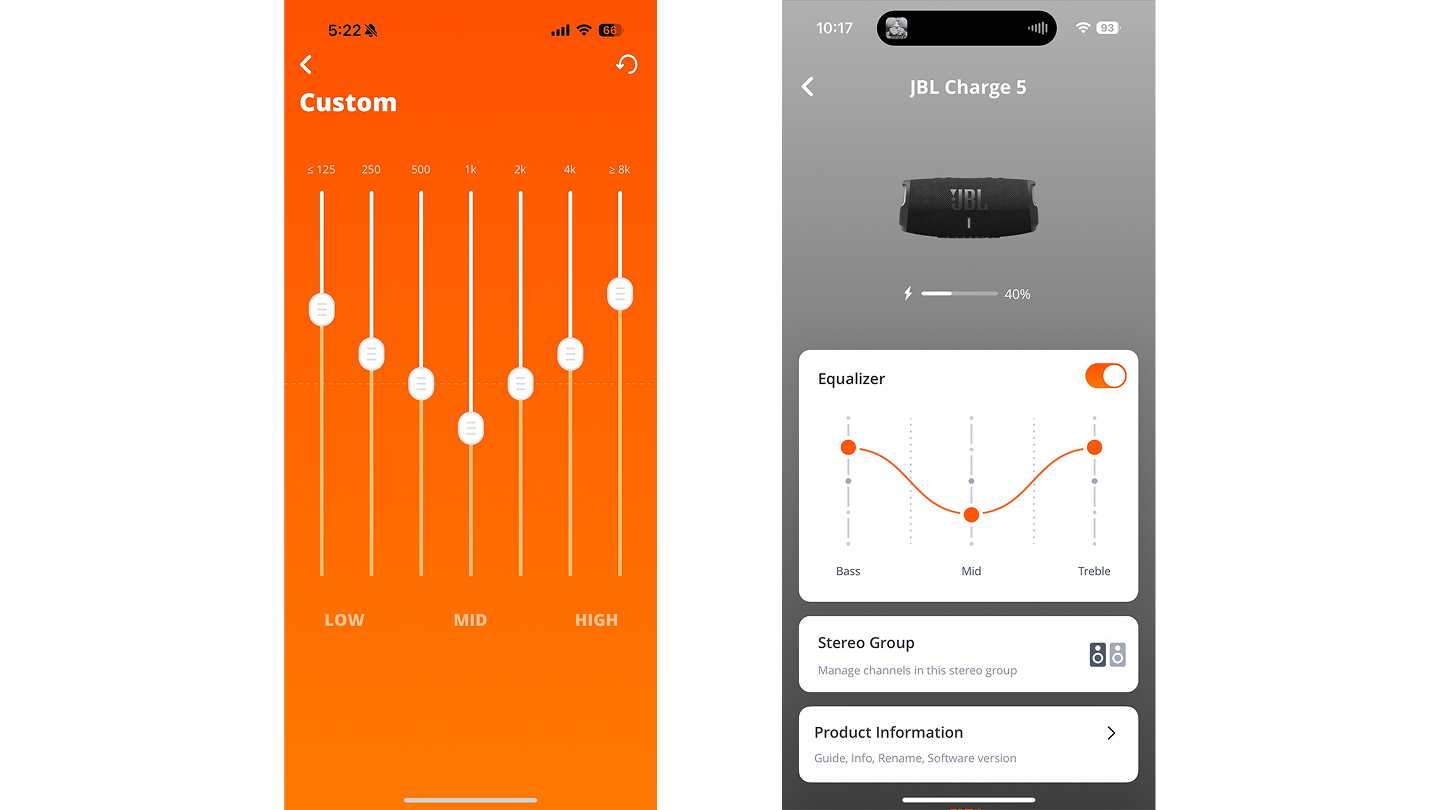 5:22
66
Custom
≤ 125 250 500 1k 2k 4k ≥ 8k
LOW MID HIGH
10:17
93
JBL Charge 5
JBL
40%
Equalizer
Bass Mid Treble
Stereo Group
Manage channels in this stereo group
Product Information
Guide, Info, Rename, Software version